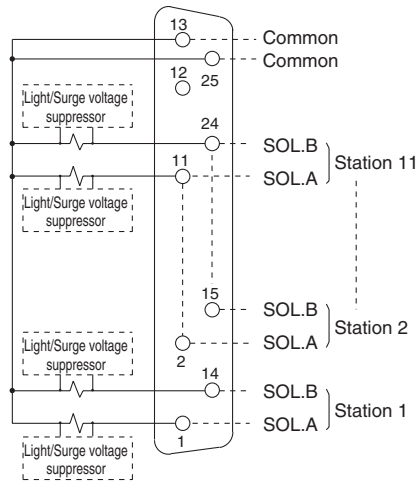 13
Common
Common
12
25
Light/Surge voltage
suppressor
24
SOL.B
Station 11
11
SOL.A
Light/Surge voltage
suppressor
15
SOL.B
Station 2
SOL.A
2
Light/Surge voltage
suppressor
14
SOL.B
Station 1
SOL.A
1
Light/Surge voltage
suppressor